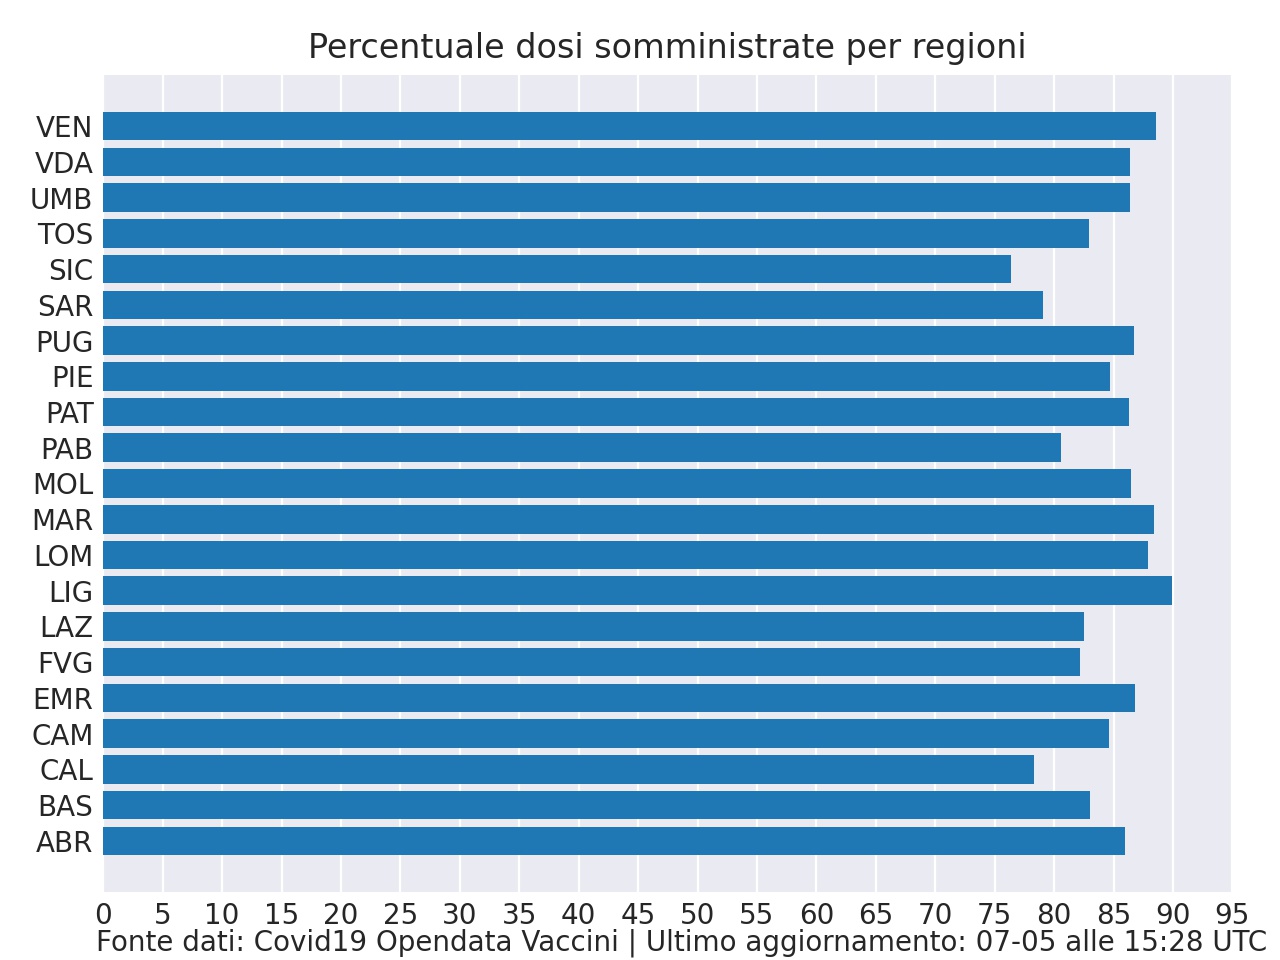 Percentuale dosi somministrate per regioni
VEN
VDA
UMB
TOS
SIC
SAR
PUG
PIE
PAT
PAB
MOL
MAR
LOM
LIG
LAZ
FVG
EMR
CAM
CAL
BAS
ABR
0 5 10 15 20 25 30 35 40 45 50 55 60 65 70 75 80 85 90 95
Fonte dati: Covid19 Opendata Vaccini | Ultimo aggiornamento: 07-05 alle 15:28 UTC